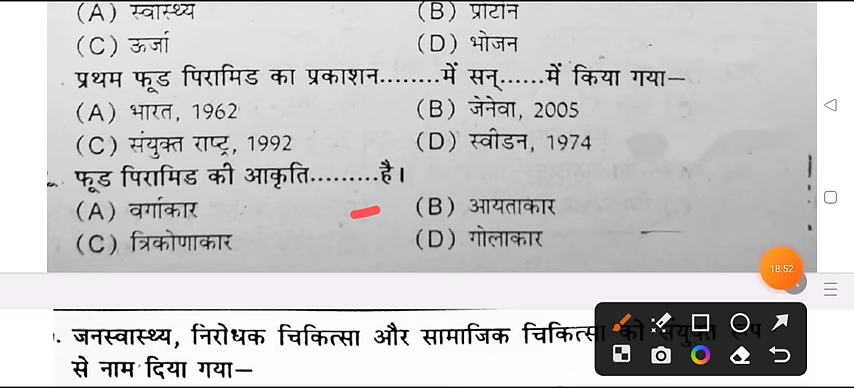 (A) स्वास्थ्य (B) प्रोटीन
(C) ऊर्जा (D) भोजन
प्रथम फूड पिरामिड का प्रकाशन........में सन्......में किया गया—
(A) भारत, 1962 (B) जेनेवा, 2005
(C) संयुक्त राष्ट्र, 1992 (D) स्वीडन, 1974
फूड पिरामिड की आकृति.........है।
(A) वर्गाकार (B) आयताकार
(C) त्रिकोणाकार (D) गोलाकार
18:52
. जनस्वास्थ्य, निरोधक चिकित्सा और सामाजिक चिकित्सा को संयुक्त रूप
से नाम दिया गया—